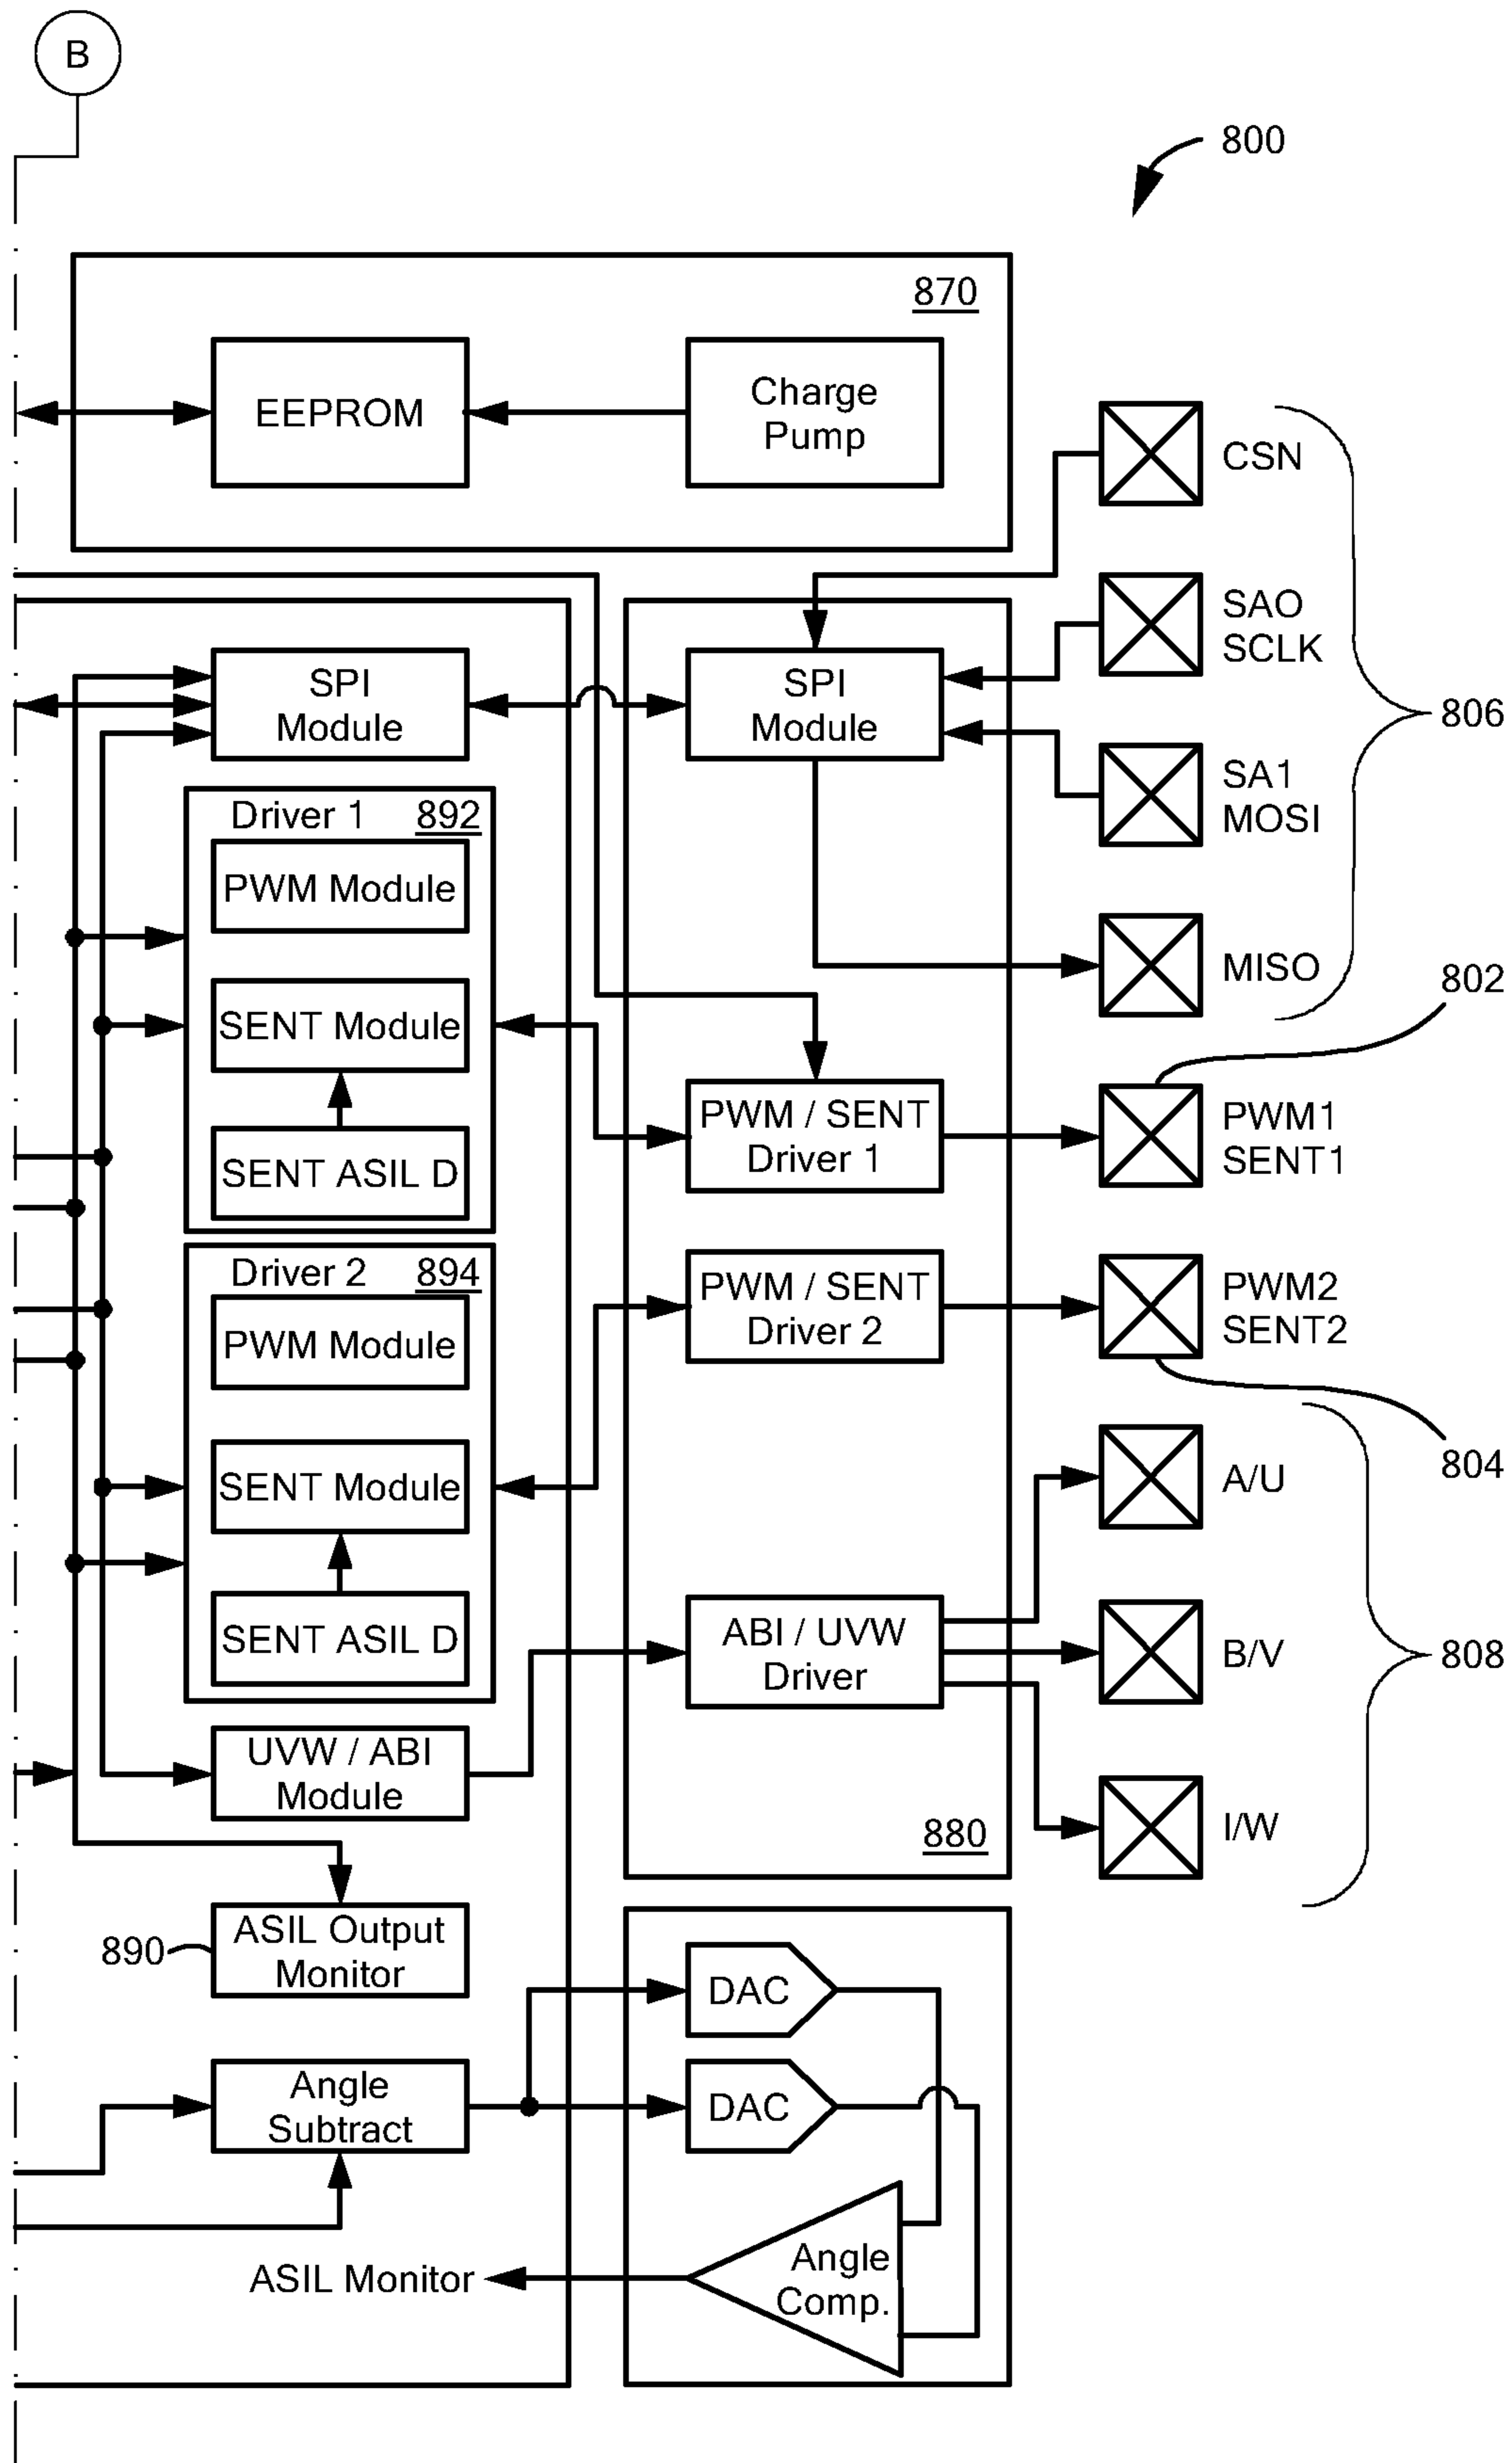 B
800
870
EEPROM
Charge
Pump
CSN
SAO
SCLK
806
SPI
Module
SPI
Module
SA1
MOSI
Driver 1 892
PWM Module
MISO
802
SENT Module
PWM / SENT
Driver 1
PWM1
SENT1
SENT ASIL D
Driver 2 894
PWM / SENT
Driver 2
PWM2
SENT2
PWM Module
804
SENT Module
A/U
SENT ASIL D
ABI / UVW
Driver
B/V
808
UVW / ABI
Module
880
I/W
890
ASIL Output
Monitor
DAC
Angle
Subtract
DAC
ASIL Monitor
Angle
Comp.